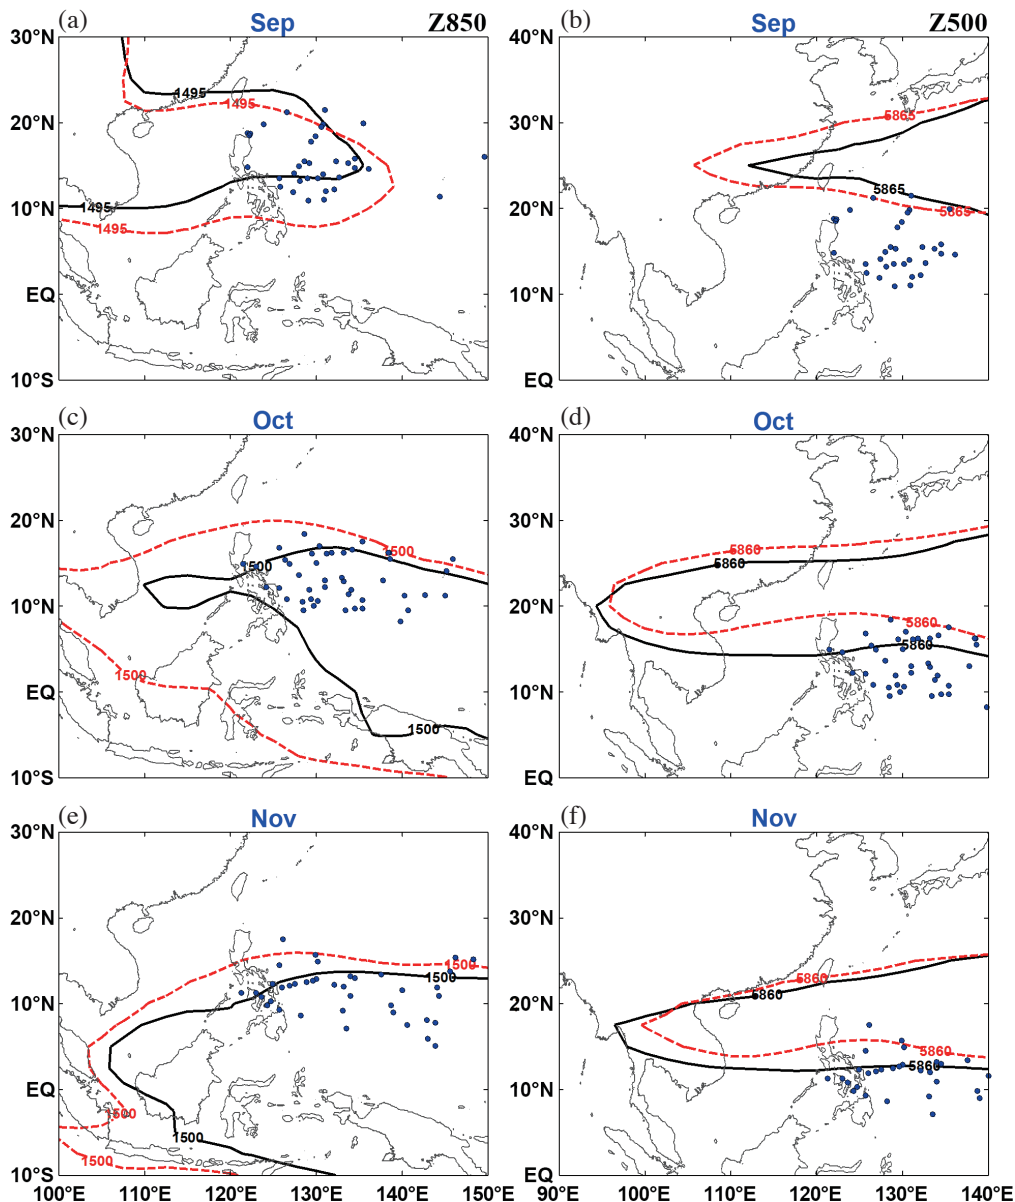 (a) Sep Z850
30°N
20°N
10°N
EQ
10°S
1495
1495
1495
1495
(b) Sep Z500
40°N
30°N
20°N
10°N
EQ
5865
5865
5865
(c) Oct
30°N
20°N
10°N
EQ
10°S
1500
1500
1500
1500
(d) Oct
40°N
30°N
20°N
10°N
EQ
5860
5860
5860
5860
(e) Nov
30°N
20°N
10°N
EQ
10°S
1500
1500
1500
1500
1500
100°E 110°E 120°E 130°E 140°E 150°E
(f) Nov
40°N
30°N
20°N
10°N
EQ
5860
5860
5860
5860
90°E 100°E 110°E 120°E 130°E 140°E